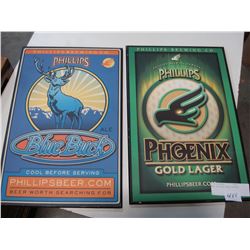 PHILLIPS BREWING CO.
PHILLIPS
ALE
Blue Buck
COOL BEFORE SERVING
PHILLIPSBEER.COM
BEER WORTH SEARCHING FOR
PHILLIPS BREWING CO.
PHILLIPS
PHOENIX
GOLD LAGER
PHILLIPSBEER.COM